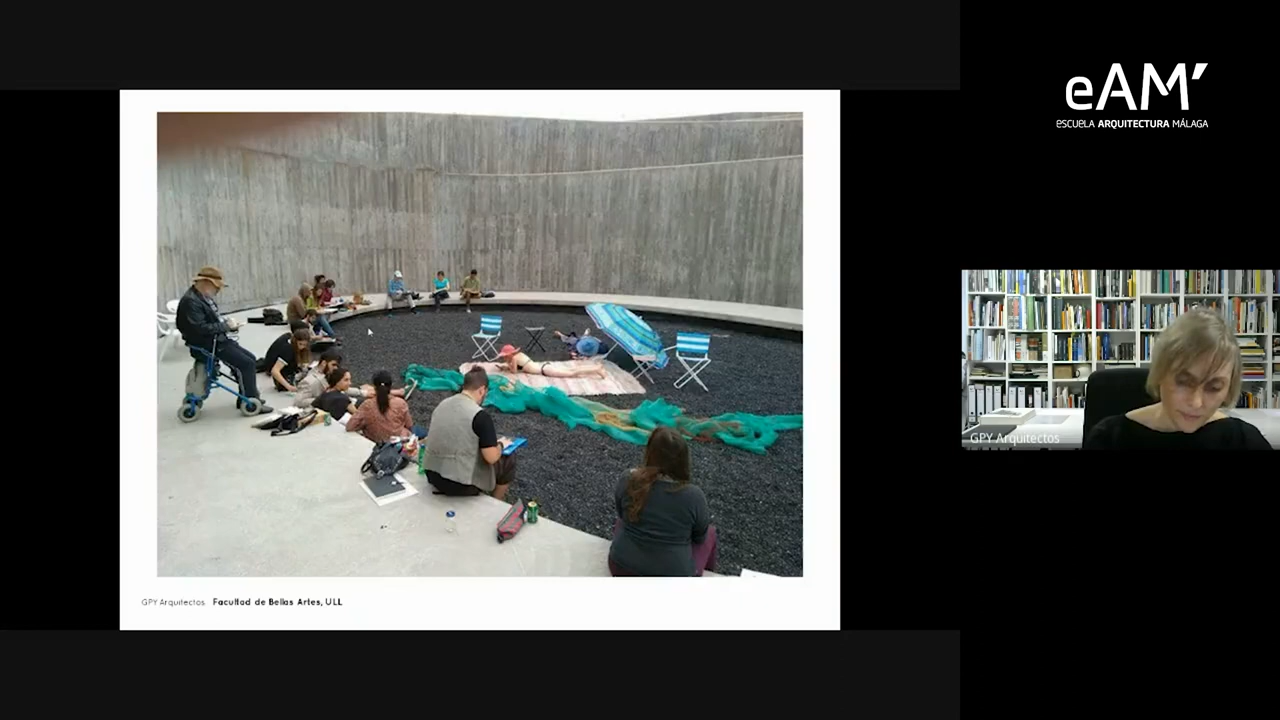 eAM'
ESCUELA ARQUITECTURA MÁLAGA
GPY Arquitectos
GPY Arquitectos Facultad de Bellas Artes, ULL